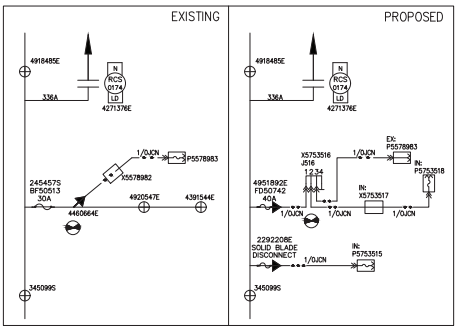 EXISTING
4918485E
N
RCS
0174
LD
336A
4271376E
1/0JCN
P5578983
X5578982
245457S
BF50513
30A
4920547E
4391544E
4460664E
345099S
PROPOSED
4918485E
N
RCS
0174
LD
336A
4271376E
EX:
P5578983
1/0JCN
X5753516
J516
1234
IN:
P5753518
4951892E
FD50742
40A
IN:
X5753517
1/0JCN
1/0JCN
1/0JCN
2292208E
SOLID BLADE
DISCONNECT
1/0JCN
IN:
P5753515
345099S